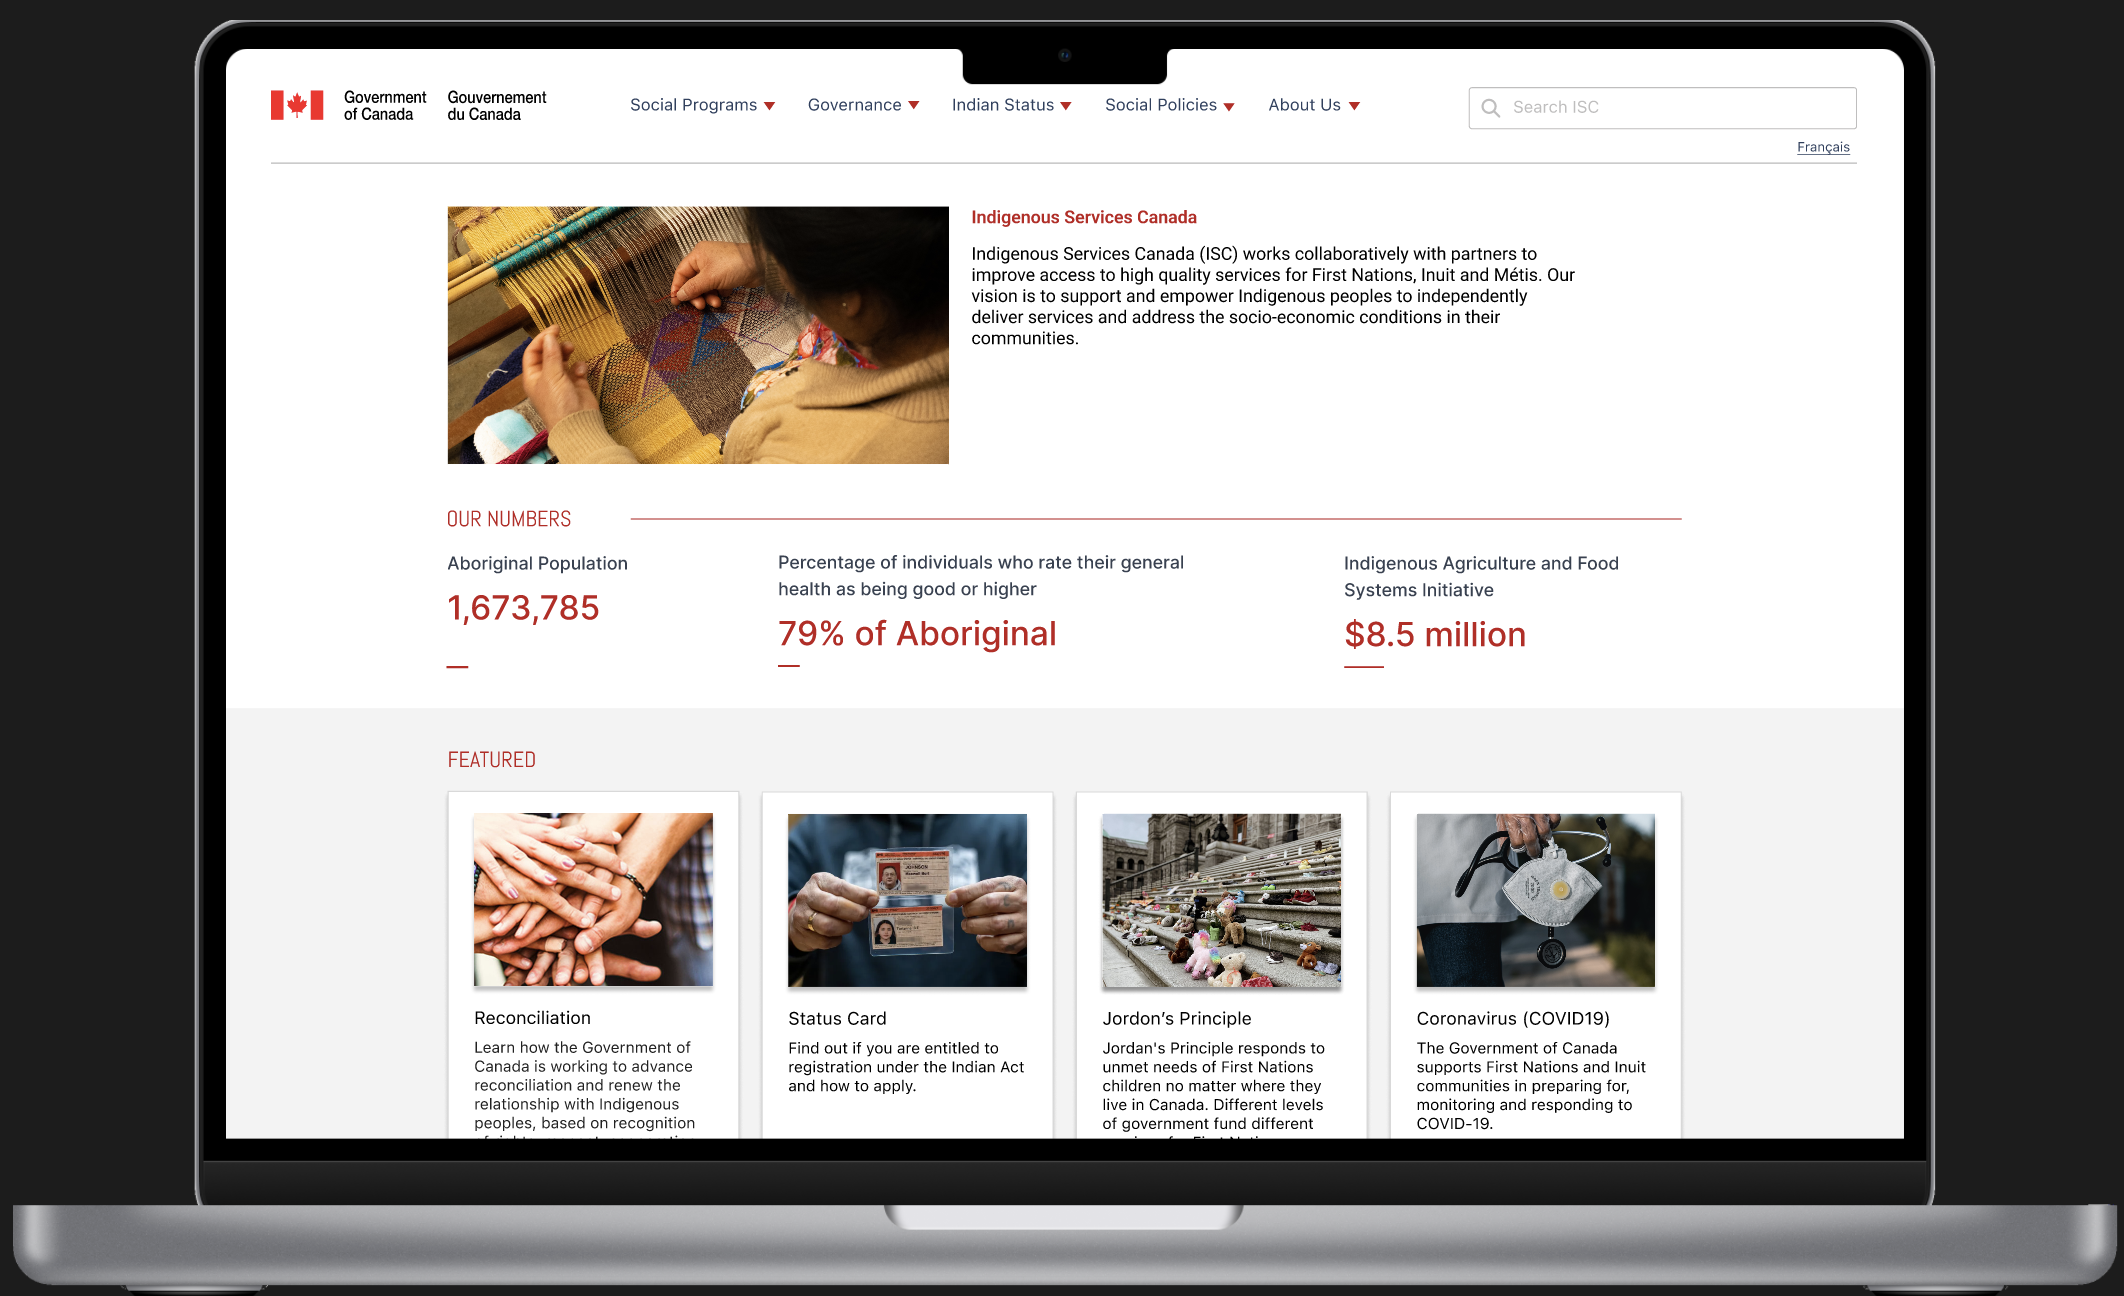 Government
of Canada
Gouvernement
du Canada
Social Programs
Governance
Indian Status
Social Policies
About Us
Search ISC
Français
Indigenous Services Canada
Indigenous Services Canada (ISC) works collaboratively with partners to
improve access to high quality services for First Nations, Inuit and Métis. Our
vision is to support and empower Indigenous peoples to independently
deliver services and address the socio-economic conditions in their
communities.
OUR NUMBERS
Aboriginal Population
1,673,785
Percentage of individuals who rate their general
health as being good or higher
79% of Aboriginal
Indigenous Agriculture and Food
Systems Initiative
$8.5 million
FEATURED
JOHNSON
Reconciliation
Learn how the Government of
Canada is working to advance
reconciliation and renew the
relationship with Indigenous
peoples, based on recognition
Status Card
Find out if you are entitled to
registration under the Indian Act
and how to apply.
Jordon’s Principle
Jordan's Principle responds to
unmet needs of First Nations
children no matter where they
live in Canada. Different levels
of government fund different
Coronavirus (COVID19)
The Government of Canada
supports First Nations and Inuit
communities in preparing for,
monitoring and responding to
COVID-19.